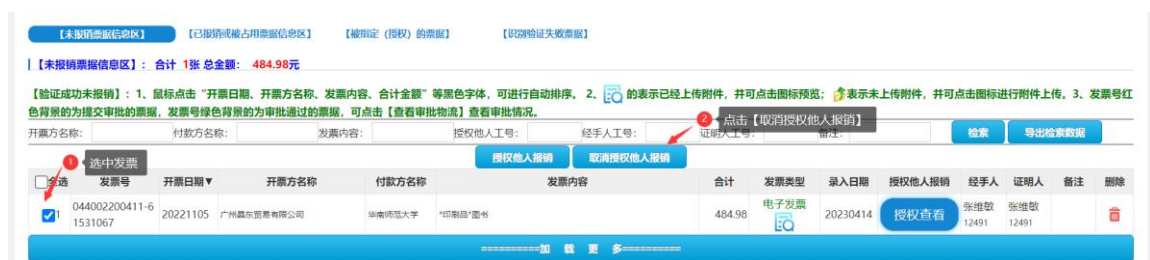 【未报销票据信息区】 【已报销或被占用票据信息区】 【被指定（授权）的票据】 【识别验证失败票据】
【未报销票据信息区】： 合计 1张 总金额： 484.98元
【验证成功未报销】：1、鼠标点击“开票日期、开票方名称、发票内容、合计金额”等黑色字体，可进行自动排序。 2、 的表示已经上传附件，并可点击图标预览； 表示未上传附件，并可点击图标进行附件上传。3、发票号红
色背景的为提交审批的票据，发票号绿色背景的为审批通过的票据，可点击【查看审批物流】查看审批情况。
2 点击【取消授权他人报销】
开票方名称： 付款方名称： 发票内容： 授权他人工号： 经手人工号： 证明人工号： 备注： 检索 导出检索数据
1 选中发票
授权他人报销 取消授权他人报销
全选 发票号 开票日期▼ 开票方名称 付款方名称 发票内容 合计 发票类型 录入日期 授权他人报销 经手人 证明人 备注 删除
1 044002200411-6 20221105 广州昌东贸易有限公司 华南师范大学 *印刷品*图书 484.98 电子发票 20230414 授权查看 张维敏 张维敏
1531067 12491 12491
==========加 载 更 多==========